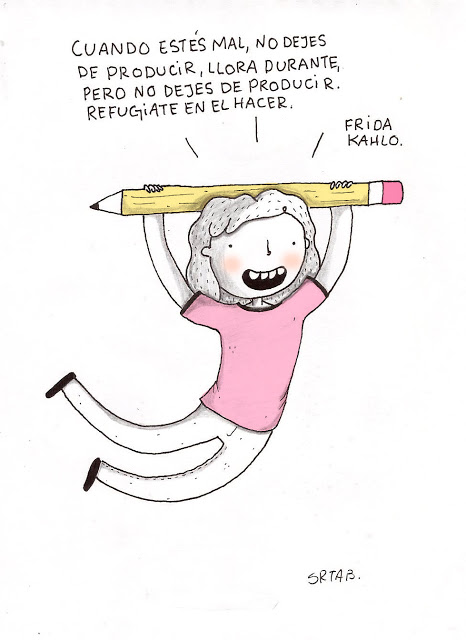 CUANDO ESTÉS MAL, NO DEJES
DE PRODUCIR, LLORA DURANTE,
PERO NO DEJES DE PRODUCIR.
REFUGIATE EN EL HACER.
FRIDA
KAHLO.
SRTAB.